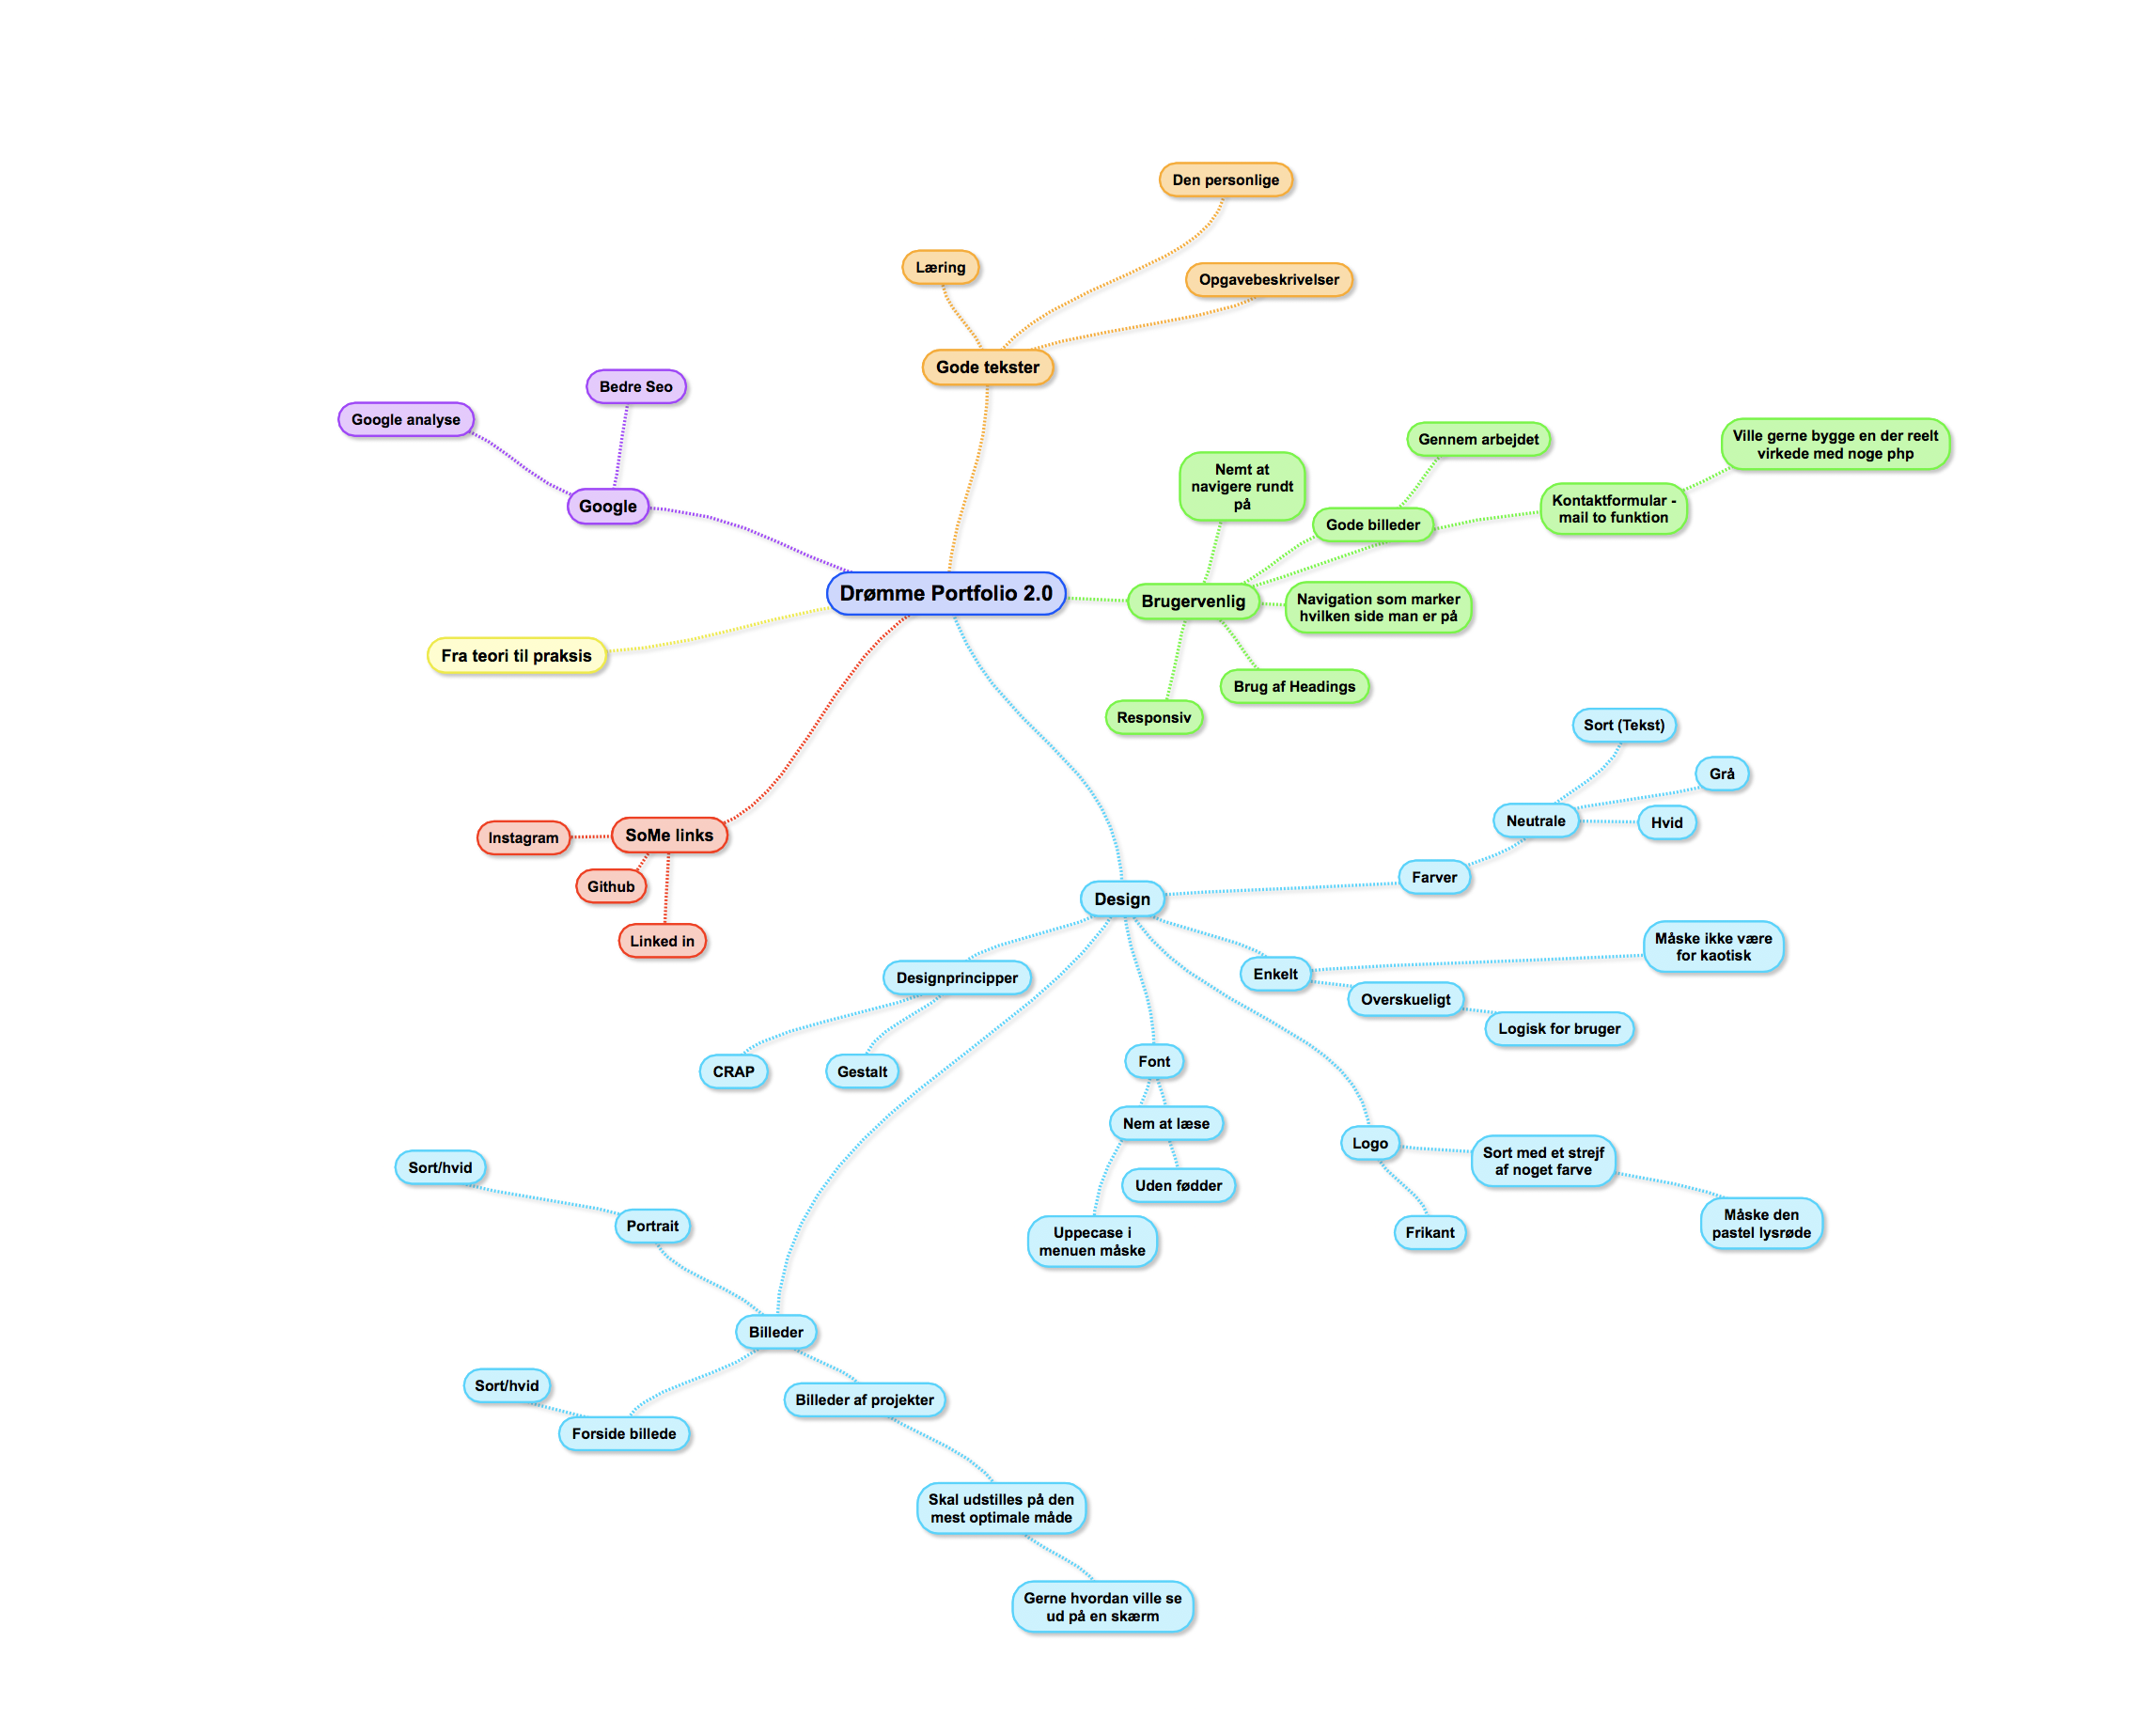 Den personlige
Læring
Opgavebeskrivelser
Gode tekster
Bedre Seo
Google analyse
Google
Gennem arbejdet
Ville gerne bygge en der reelt
virkede med noge php
Nemt at
navigere rundt
på
Kontaktformular -
mail to funktion
Gode billeder
Drømme Portfolio 2.0
Brugervenlig
Navigation som marker
hvilken side man er på
Fra teori til praksis
Brug af Headings
Responsiv
Sort (Tekst)
Grå
Neutrale
Hvid
Instagram
SoMe links
Github
Linked in
Farver
Design
Måske ikke være
for kaotisk
Designprincipper
Enkelt
Overskueligt
Logisk for bruger
CRAP
Gestalt
Font
Nem at læse
Logo
Sort med et strejf
af noget farve
Uden fødder
Sort/hvid
Portrait
Uppecase i
menuen måske
Frikant
Måske den
pastel lysrøde
Billeder
Sort/hvid
Billeder af projekter
Forside billede
Skal udstilles på den
mest optimale måde
Gerne hvordan ville se
ud på en skærm